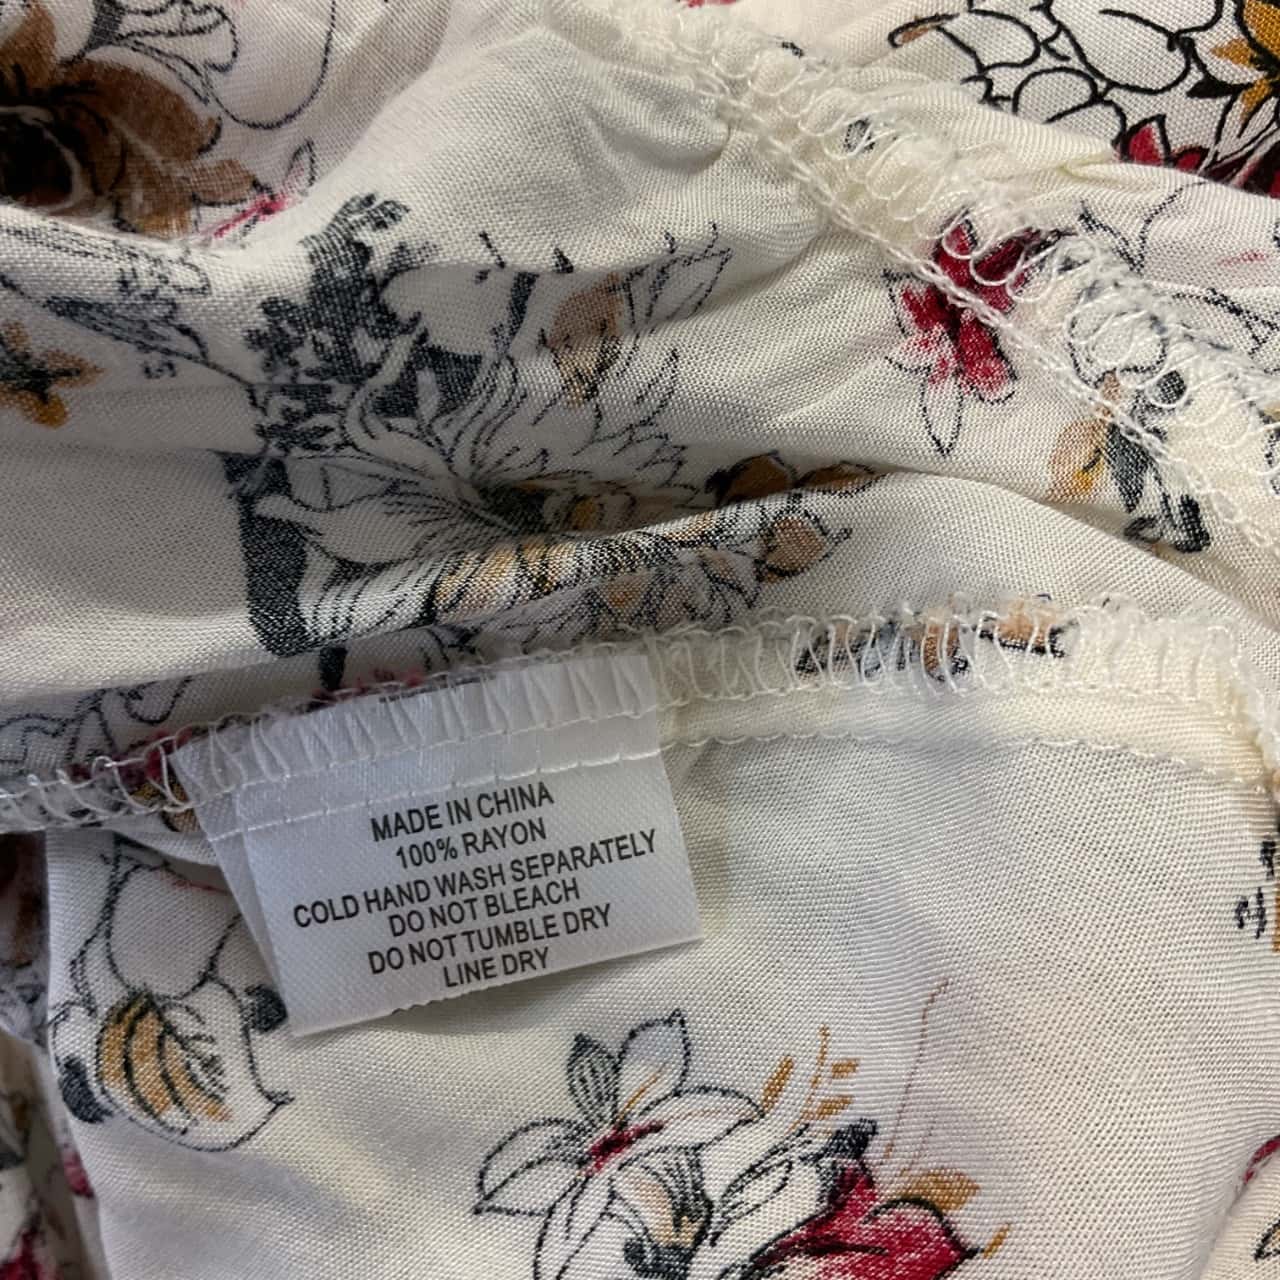 MADE IN CHINA
100% RAYON
COLD HAND WASH SEPARATELY
DO NOT BLEACH
DO NOT TUMBLE DRY
LINE DRY